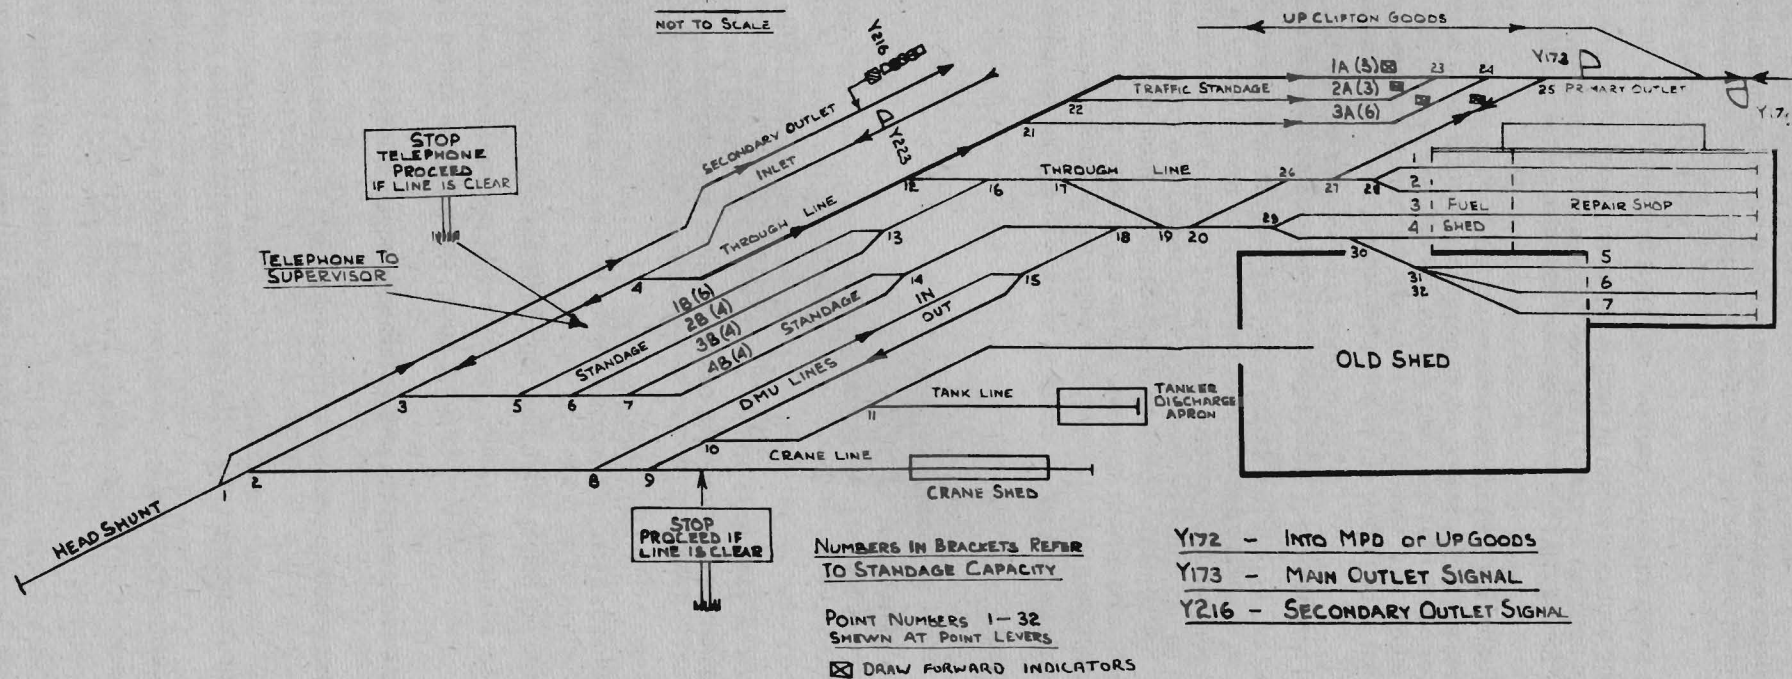 NOT TO SCALE
UP CLIFTON GOODS
Y216
Y173
1A (3)
23
24
2A (3)
TRAFFIC STANDAGE
22
25
PRIMARY OUTLET
3A (6)
21
SECONDARY OUTLET
Y223
INLET
STOP
TELEPHONE
PROCEED
IF LINE IS CLEAR
12
16
THROUGH LINE
17
26
27
28
1
2
3
4
FUEL
SHED
REPAIR SHOP
THROUGH LINE
13
18
19
20
29
30
5
6
7
31
32
TELEPHONE TO
SUPERVISOR
4
1B (6)
2B (4)
3B (4)
4B (4)
STANDAGE
STANDAGE
14
15
IN
OUT
DMU LINES
OLD SHED
3
5
6
7
TANK LINE
11
TANKER
DISCHARGE
APRON
10
CRANE LINE
CRANE SHED
1
2
8
9
HEAD SHUNT
STOP
PROCEED IF
LINE IS CLEAR
NUMBERS IN BRACKETS REFER
TO STANDAGE CAPACITY
POINT NUMBERS 1-32
SHEWN AT POINT LEVERS
DRAW FORWARD INDICATORS
Y172 - INTO MPD or UP GOODS
Y173 - MAIN OUTLET SIGNAL
Y216 - SECONDARY OUTLET SIGNAL